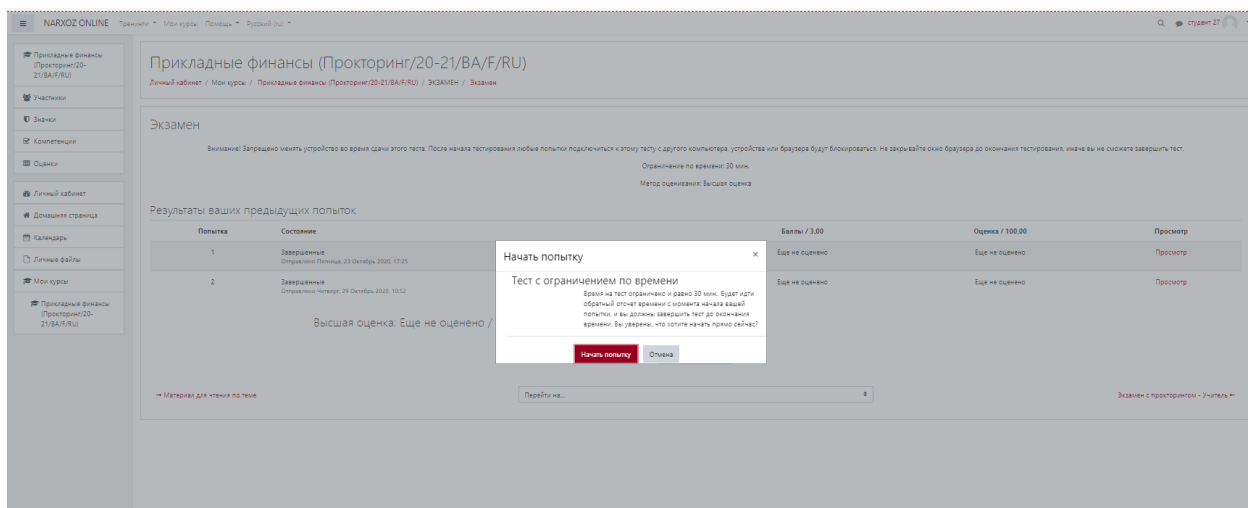 NARXOZ ONLINE Тренинги Мои курсы Помощь Русский (ru) студент 27
Прикладные финансы
(Прокторинг/20-
21/BA/F/RU)
Участники
Значки
Компетенции
Оценки
Личный кабинет
Домашняя страница
Календарь
Личные файлы
Мои курсы
Прикладные финансы
(Прокторинг/20-
21/BA/F/RU)
Прикладные финансы (Прокторинг/20-21/BA/F/RU)
Личный кабинет / Мои курсы / Прикладные финансы (Прокторинг/20-21/BA/F/RU) / ЭКЗАМЕН / Экзамен
Экзамен
Внимание! Запрещено менять устройство во время сдачи этого теста. После начала тестирования любые попытки подключиться к этому тесту с другого компьютера, устройства или браузера будут блокироваться. Не закрывайте окно браузера до окончания тестирования, иначе вы не сможете завершить тест.
Ограничение по времени: 30 мин.
Метод оценивания: Высшая оценка
Результаты ваших предыдущих попыток
Попытка Состояние Баллы / 3,00 Оценка / 100,00 Просмотр
1 Завершенные Еще не оценено Еще не оценено Просмотр
Отправлено Пятница, 23 Октябрь 2020, 17:25
2 Завершенные Еще не оценено Еще не оценено Просмотр
Отправлено Четверг, 29 Октябрь 2020, 10:52
Высшая оценка: Еще не оценено /
Начать попытку ×
Тест с ограничением по времени
Время на тест ограничено и равно 30 мин.. Будет идти
обратный отсчет времени с момента начала вашей
попытки, и вы должны завершить тест до окончания
времени. Вы уверены, что хотите начать прямо сейчас?
Начать попытку Отмена
Материал для чтения по теме Перейти на... Экзамен с прокторингом - Учитель